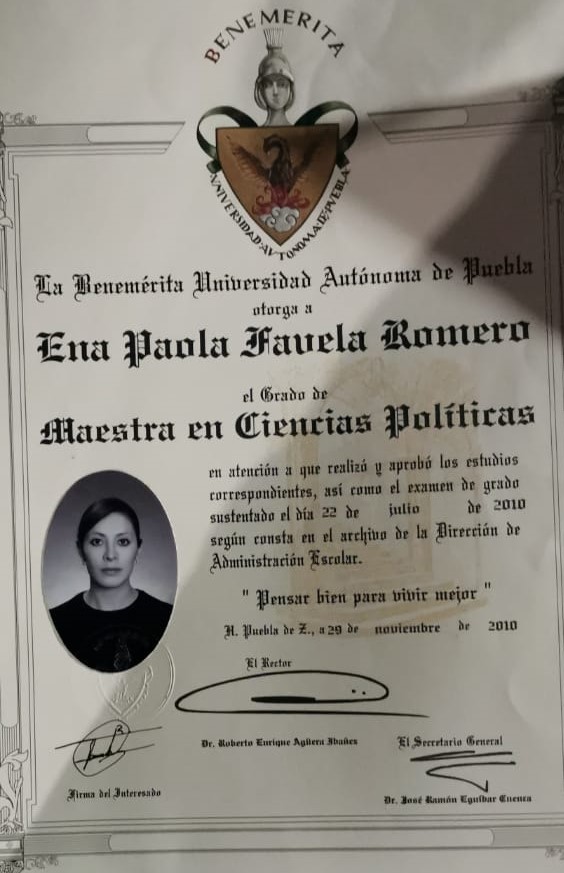 BENEMERITA
UNIVERSIDAD AUTONOMA DE PUEBLA
La Benemérita Universidad Autónoma de Puebla
otorga a
Ena Paola Favela Romero
el Grado de
Maestra en Ciencias Políticas
en atención a que realizó y aprobó los estudios
correspondientes, así como el examen de grado
sustentado el día 22 de julio de 2010
según consta en el archivo de la Dirección de
Administración Escolar.
" Pensar bien para vivir mejor "
H. Puebla de Z., a 29 de noviembre de 2010
El Rector
Dr. Roberto Enrique Agüera Ibañes
El Secretario General
Firma del Interesado
Dr. José Ramón Eguibar Cuenca